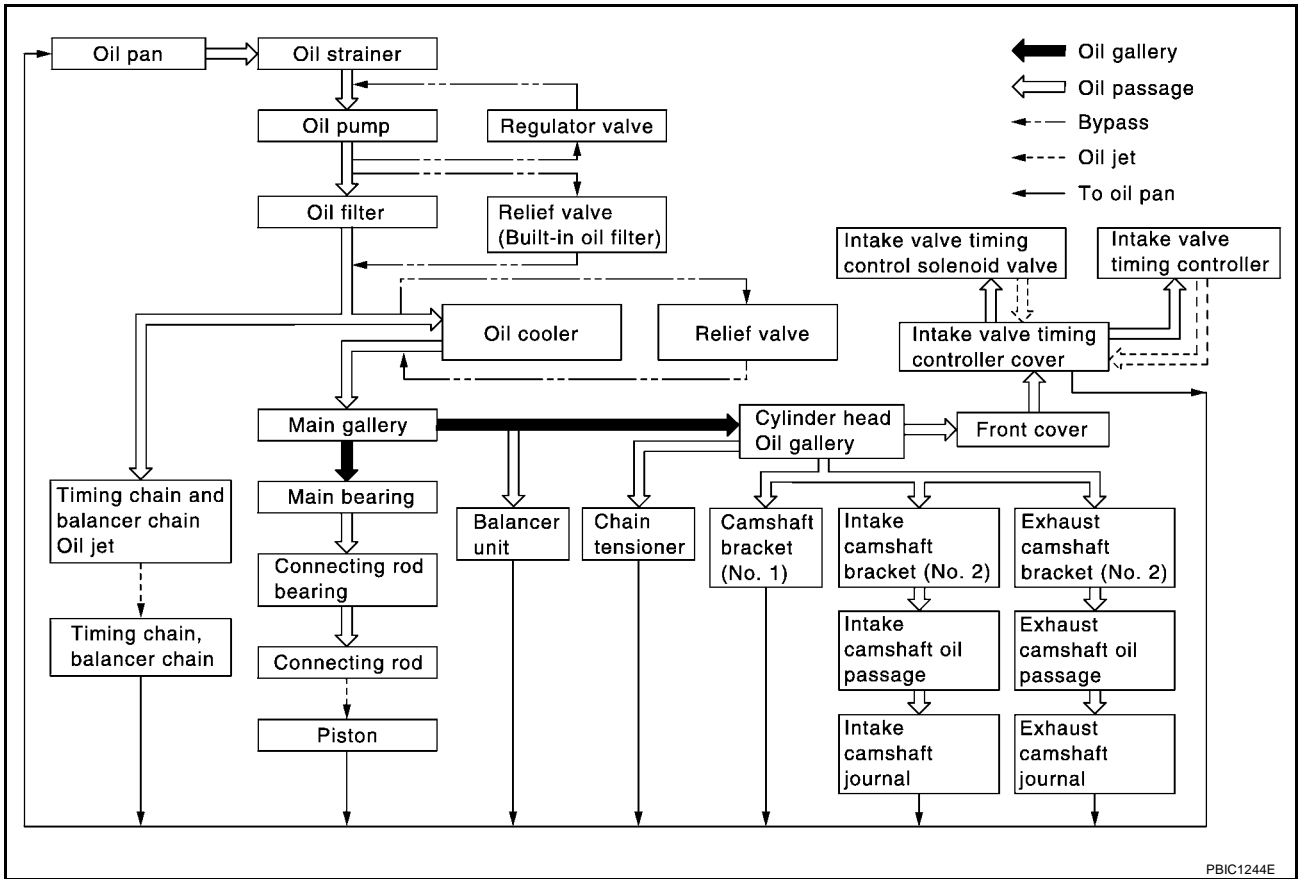 Oil pan
Oil strainer
Oil gallery
Oil passage
Bypass
Oil jet
To oil pan
Oil pump
Regulator valve
Oil filter
Relief valve
(Built-in oil filter)
Intake valve timing
control solenoid valve
Intake valve
timing controller
Oil cooler
Relief valve
Intake valve timing
controller cover
Main gallery
Cylinder head
Oil gallery
Front cover
Timing chain and
balancer chain
Oil jet
Main bearing
Balancer
unit
Chain
tensioner
Camshaft
bracket
(No. 1)
Intake
camshaft
bracket (No. 2)
Exhaust
camshaft
bracket (No. 2)
Connecting rod
bearing
Timing chain,
balancer chain
Connecting rod
Intake
camshaft oil
passage
Exhaust
camshaft oil
passage
Piston
Intake
camshaft
journal
Exhaust
camshaft
journal
PBIC1244E